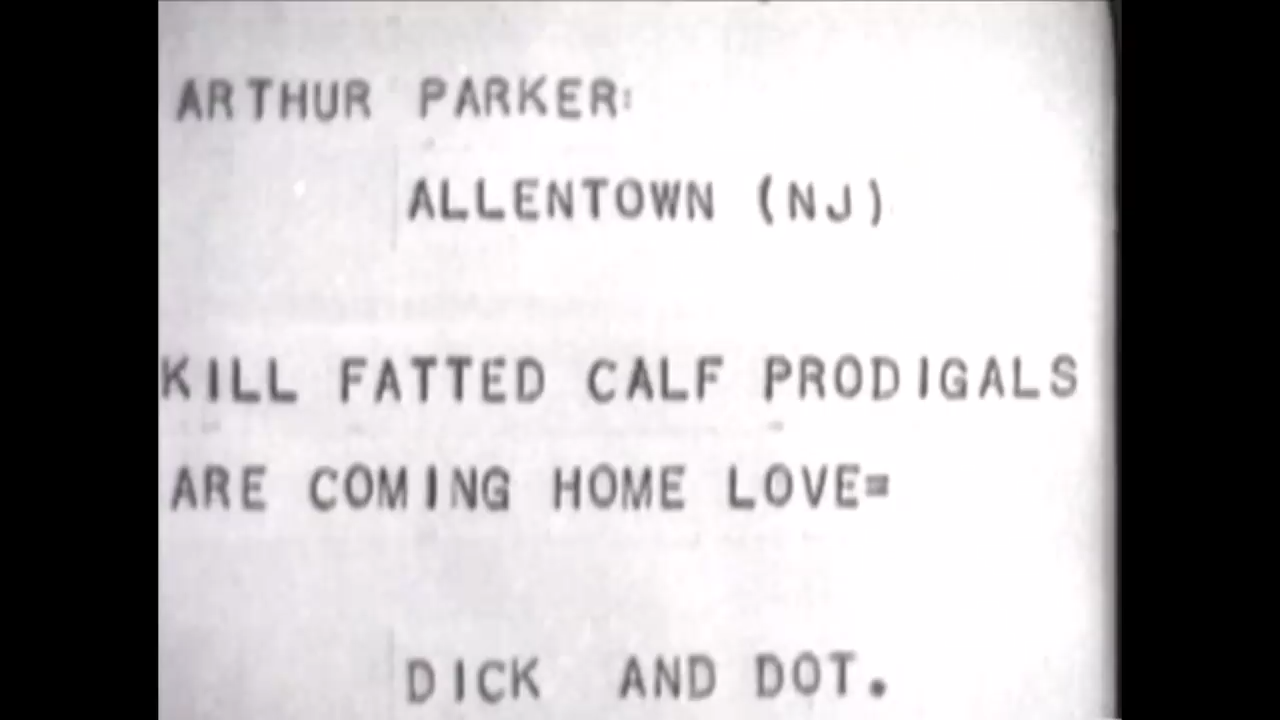 ARTHUR PARKER:
ALLENTOWN (NJ)
KILL FATTED CALF PRODIGALS
ARE COMING HOME LOVE=
DICK AND DOT.